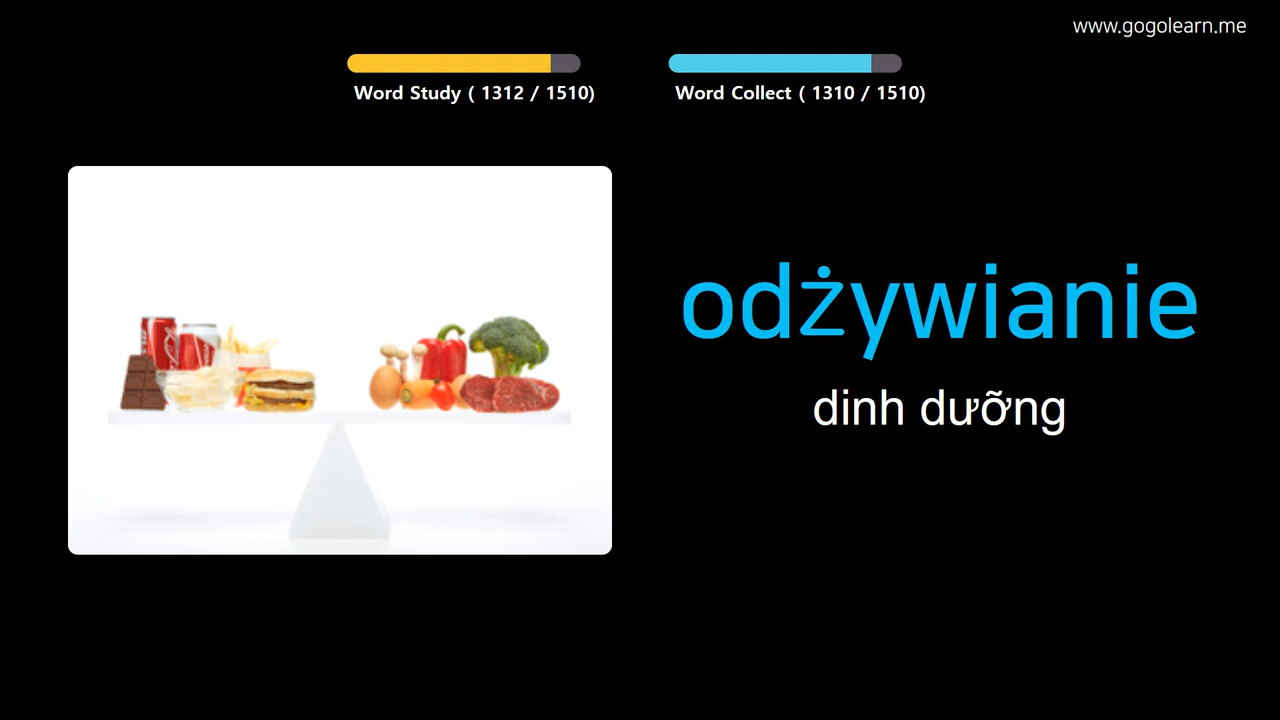 www.gogolearn.me
Word Study ( 1312 / 1510)
Word Collect ( 1310 / 1510)
odżywianie
dinh dưỡng